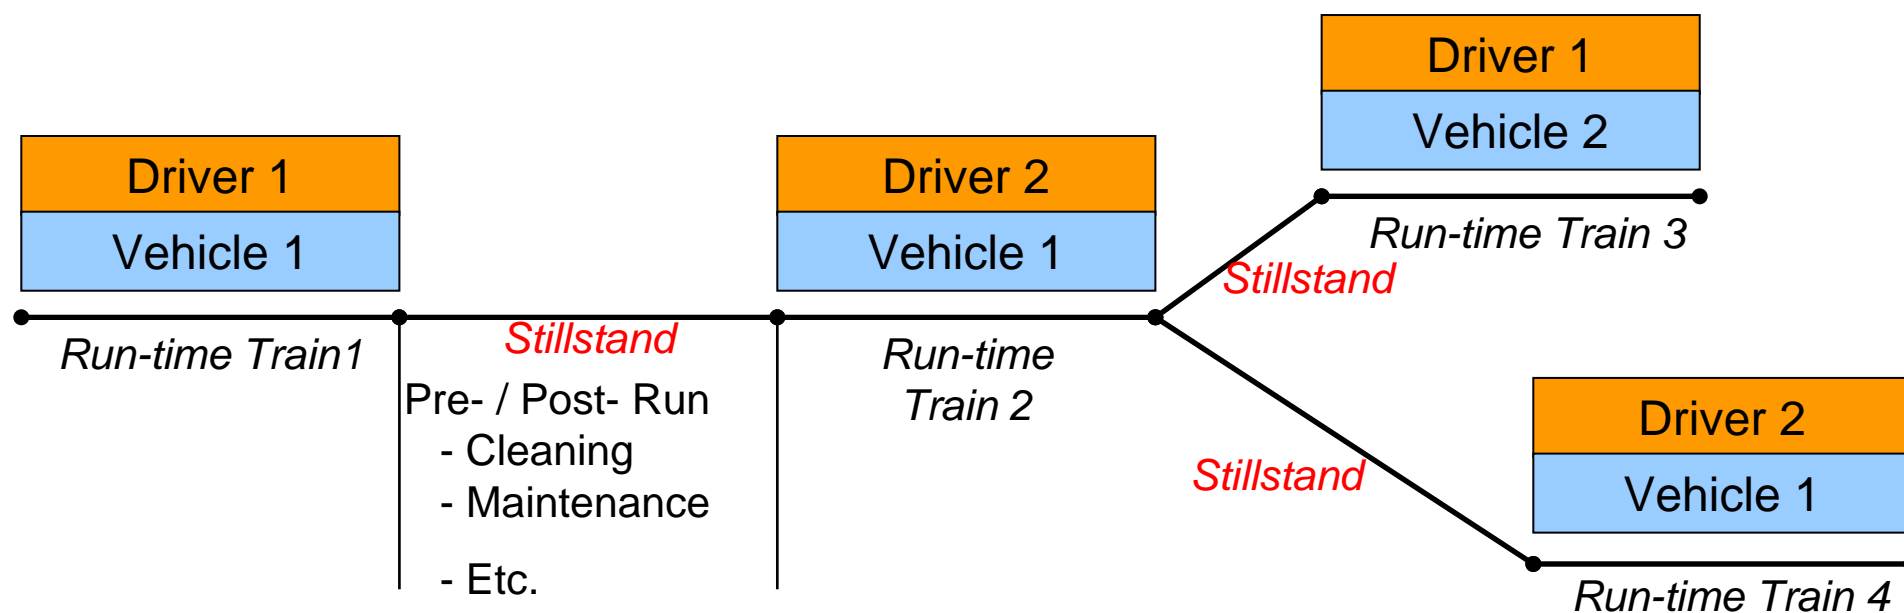 Driver 1
Vehicle 1
Run-time Train1
Stillstand
Pre- / Post- Run
- Cleaning
- Maintenance
- Etc.
Driver 2
Vehicle 1
Run-time
Train 2
Driver 1
Vehicle 2
Run-time Train 3
Stillstand
Stillstand
Driver 2
Vehicle 1
Run-time Train 4